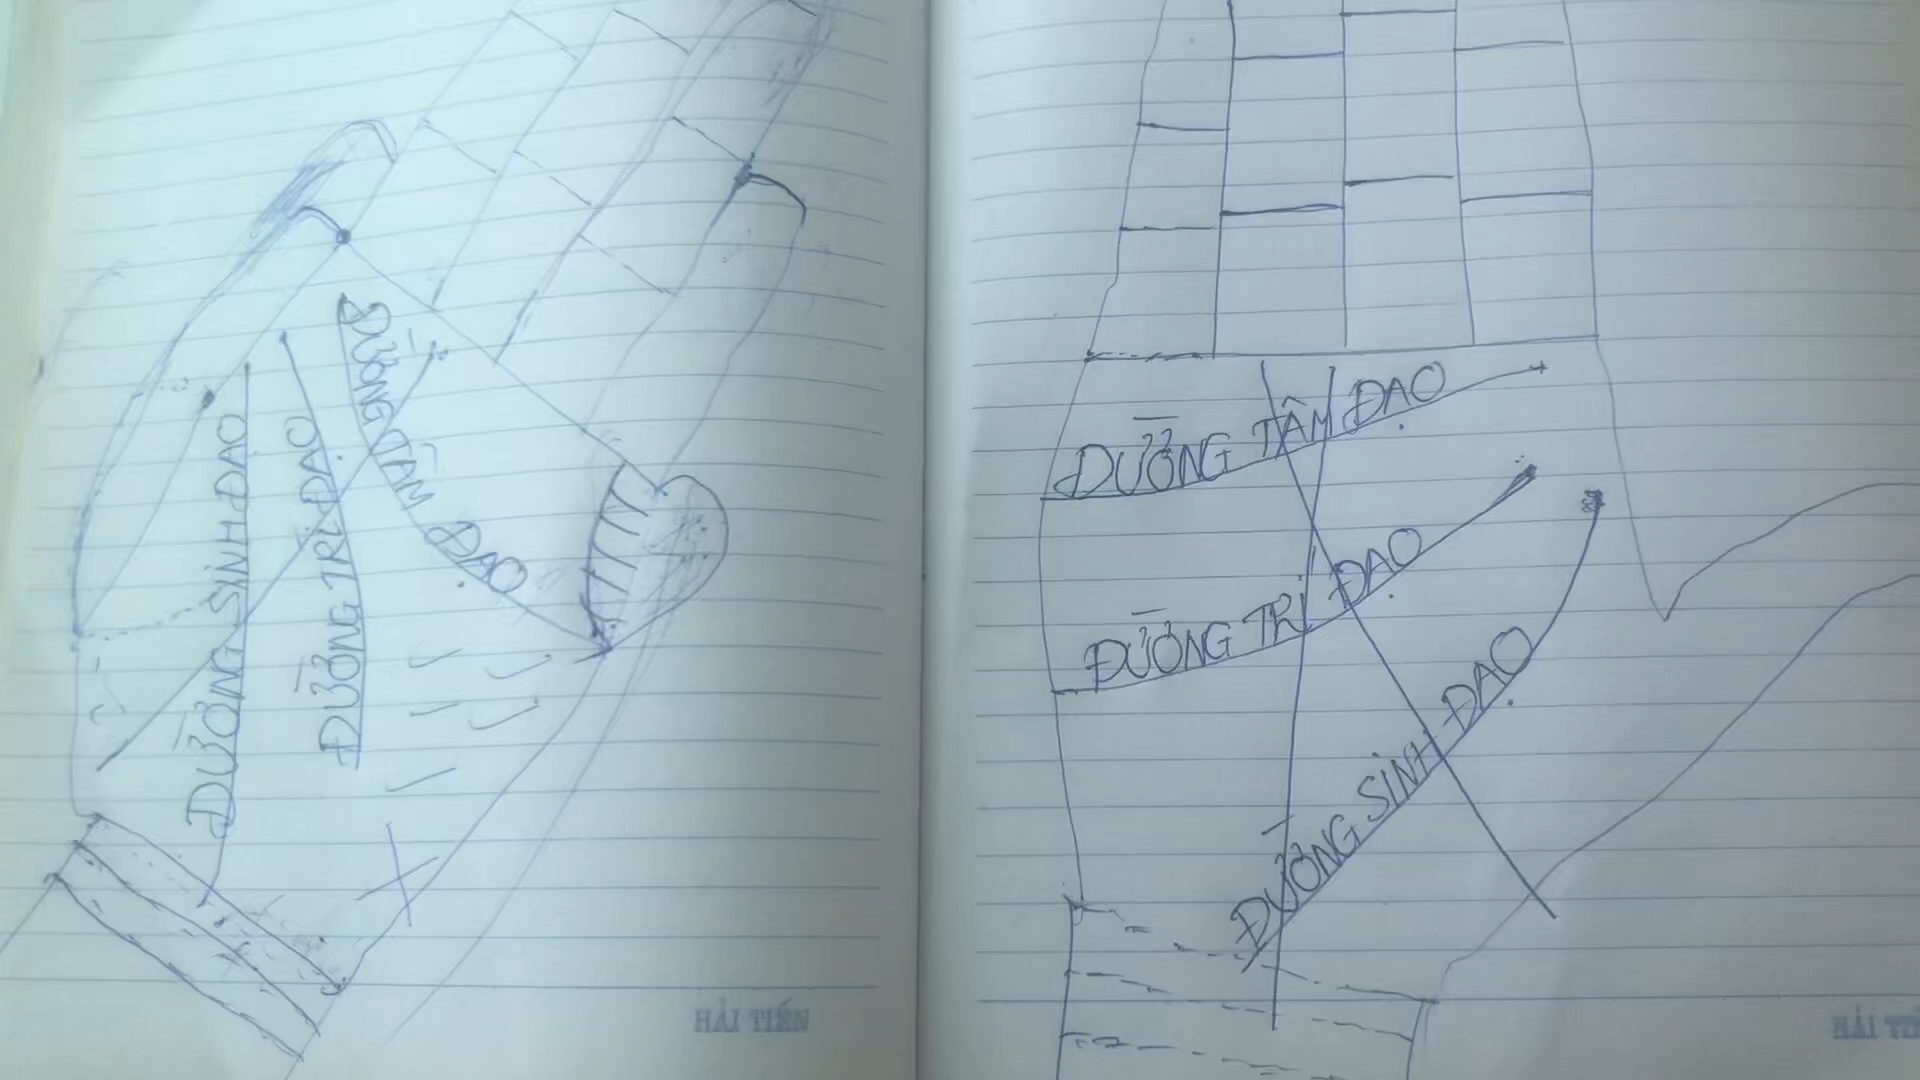 ĐƯỜNG SINH ĐẠO
ĐƯỜNG TRÍ ĐẠO
ĐƯỜNG TÂM ĐẠO
HẢI TIẾN
ĐƯỜNG TÂM ĐẠO
ĐƯỜNG TRÍ ĐẠO
ĐƯỜNG SINH ĐẠO
HẢI TIẾN